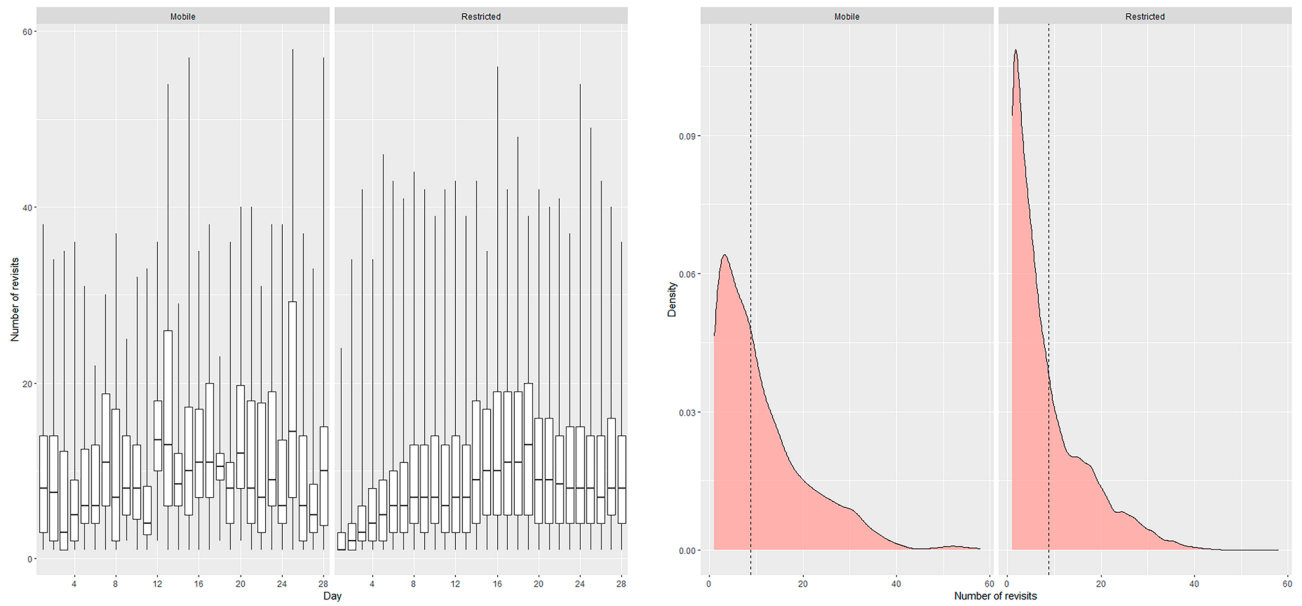 Mobile Restricted
60
40
20
0
Number of revisits
4 8 12 16 20 24 28 4 8 12 16 20 24 28
Day
Mobile Restricted
0.09
0.06
0.03
0.00
Density
0 20 40 60 0 20 40 60
Number of revisits